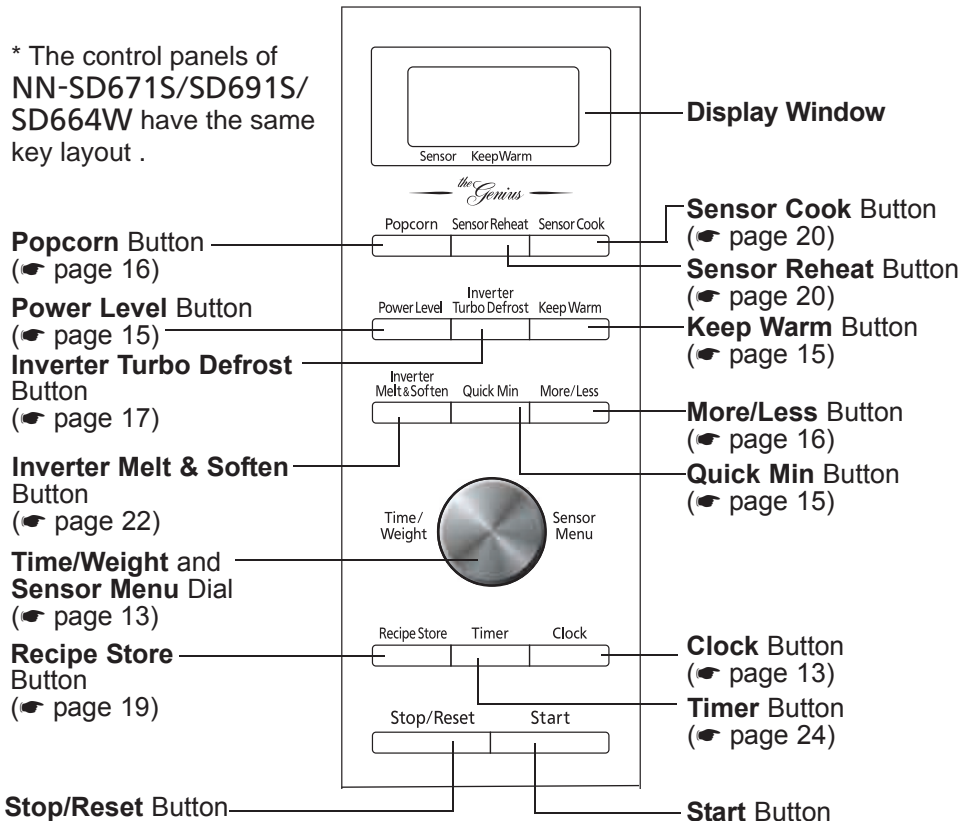 * The control panels of
NN-SD671S/SD691S/
SD664W have the same
key layout .
Display Window
Sensor KeepWarm
the Genius
Popcorn Sensor Reheat Sensor Cook
Popcorn Button
(☛ page 16)
Sensor Cook Button
(☛ page 20)
Sensor Reheat Button
(☛ page 20)
Power Level
Inverter
Turbo Defrost
Keep Warm
Power Level Button
(☛ page 15)
Inverter Turbo Defrost
Button
(☛ page 17)
Keep Warm Button
(☛ page 15)
Inverter
Melt&Soften
Quick Min
More/Less
Inverter Melt & Soften
Button
(☛ page 22)
More/Less Button
(☛ page 16)
Quick Min Button
(☛ page 15)
Time/
Weight
Sensor
Menu
Time/Weight and
Sensor Menu Dial
(☛ page 13)
Recipe Store Timer Clock
Recipe Store
Button
(☛ page 19)
Clock Button
(☛ page 13)
Timer Button
(☛ page 24)
Stop/Reset Start
Stop/Reset Button
Start Button